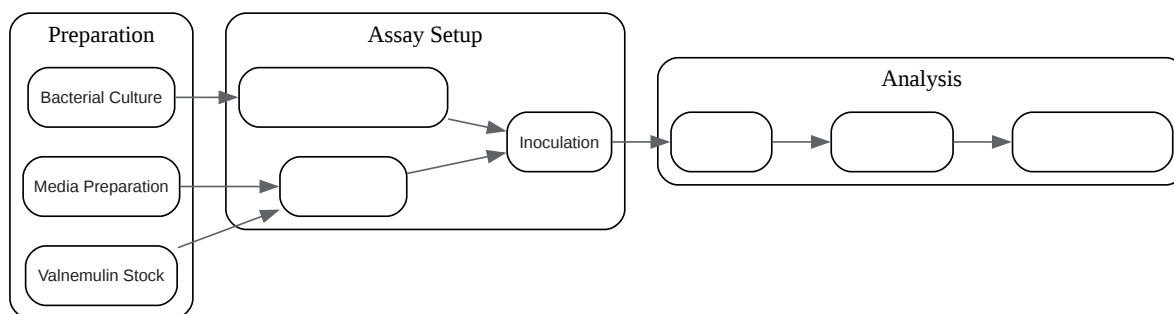 Preparation
Bacterial Culture
Media Preparation
Valnemulin Stock
Assay Setup
Inoculation
Analysis